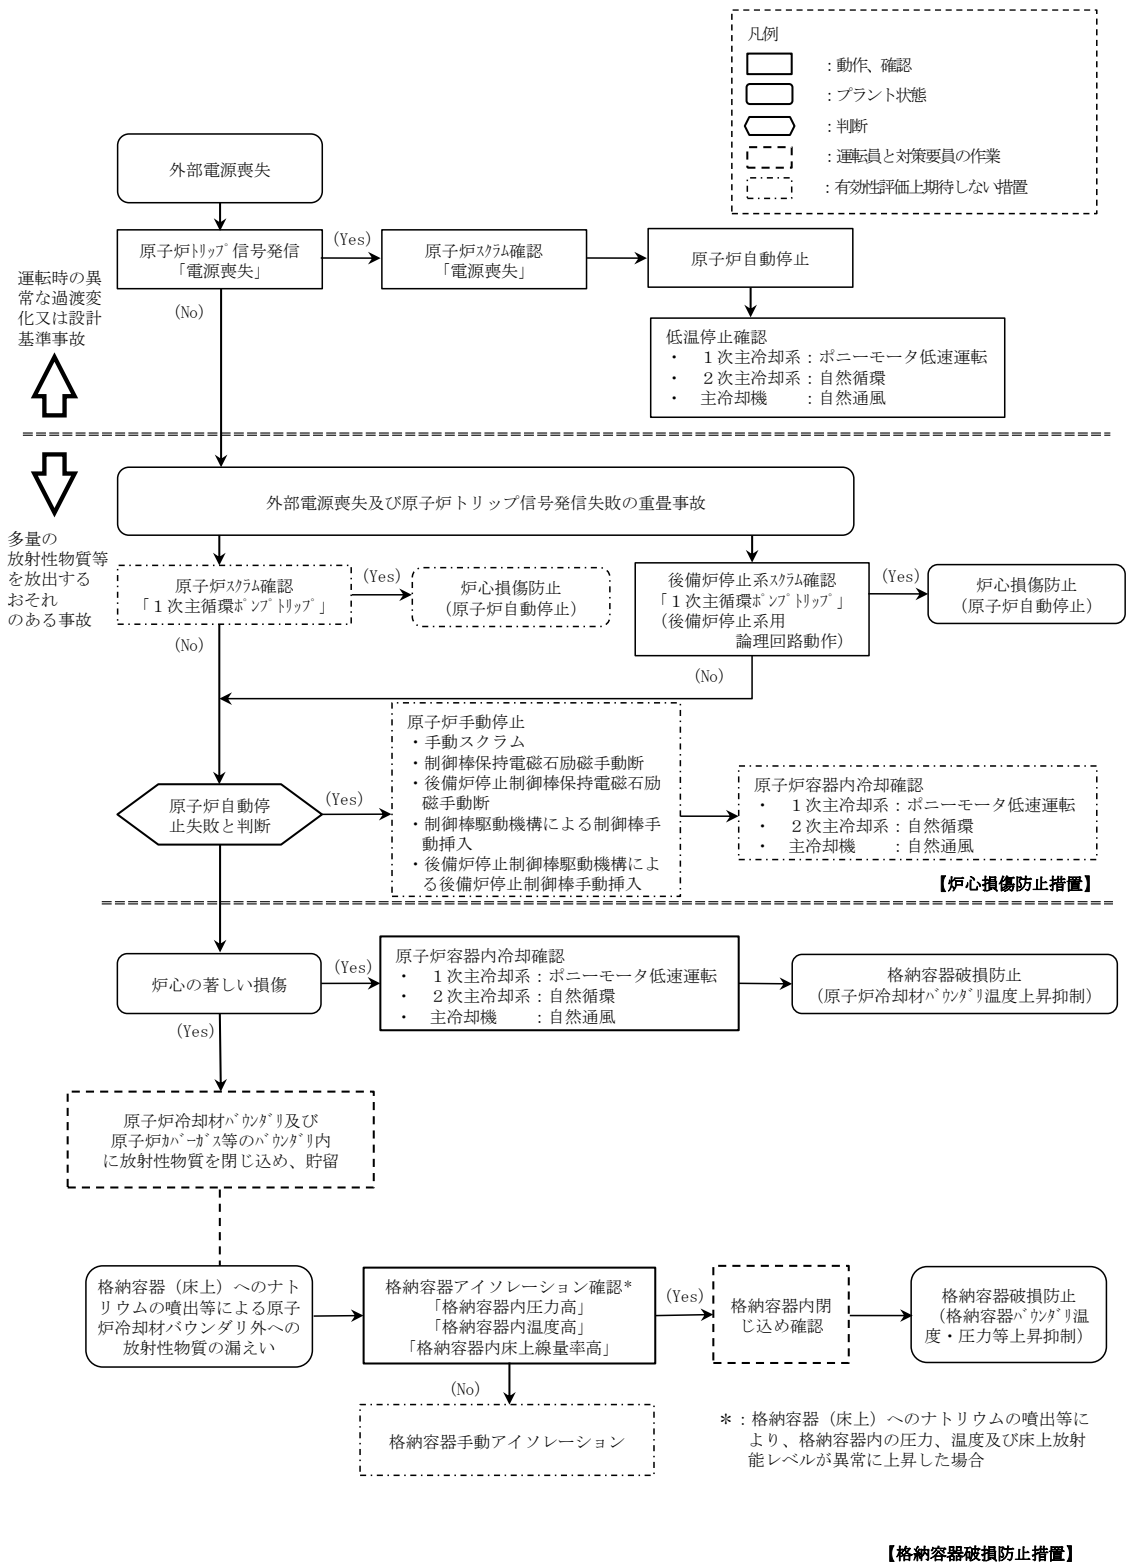 凡例
：動作、確認
：プラント状態
：判断
：運転員と対策要員の作業
：有効性評価上期待しない措置
外部電源喪失
原子炉ﾄﾘｯﾌﾟ信号発信
「電源喪失」
(Yes)
原子炉ｽｸﾗﾑ確認
「電源喪失」
原子炉自動停止
(No)
運転時の異
常な過渡変
化又は設計
基準事故
低温停止確認
・ １次主冷却系：ポニーモータ低速運転
・ ２次主冷却系：自然循環
・ 主冷却機 ：自然通風
外部電源喪失及び原子炉トリップ信号発信失敗の重畳事故
多量の
放射性物質等
を放出する
おそれ
のある事故
原子炉ｽｸﾗﾑ確認
「１次主循環ﾎﾟﾝﾌﾟﾄﾘｯﾌﾟ」
(Yes)
炉心損傷防止
（原子炉自動停止）
後備炉停止系ｽｸﾗﾑ確認
「１次主循環ﾎﾟﾝﾌﾟﾄﾘｯﾌﾟ」
（後備炉停止系用
論理回路動作）
(Yes)
炉心損傷防止
（原子炉自動停止）
(No)
(No)
原子炉手動停止
・手動スクラム
・制御棒保持電磁石励磁手動断
・後備炉停止制御棒保持電磁石励
磁手動断
・制御棒駆動機構による制御棒手
動挿入
・後備炉停止制御棒駆動機構によ
る後備炉停止制御棒手動挿入
原子炉自動停
止失敗と判断
(Yes)
原子炉容器内冷却確認
・ １次主冷却系：ポニーモータ低速運転
・ ２次主冷却系：自然循環
・ 主冷却機 ：自然通風
【炉心損傷防止措置】
炉心の著しい損傷
(Yes)
原子炉容器内冷却確認
・ １次主冷却系：ポニーモータ低速運転
・ ２次主冷却系：自然循環
・ 主冷却機 ：自然通風
格納容器破損防止
（原子炉冷却材ﾊﾞｳﾝﾀﾞﾘ温度上昇抑制）
(Yes)
原子炉冷却材ﾊﾞｳﾝﾀﾞﾘ及び
原子炉ｶﾊﾞｰｶﾞｽ等のﾊﾞｳﾝﾀﾞﾘ内
に放射性物質を閉じ込め、貯留
格納容器（床上）へのナト
リウムの噴出等による原子
炉冷却材バウンダリ外への
放射性物質の漏えい
格納容器アイソレーション確認*
「格納容器内圧力高」
「格納容器内温度高」
「格納容器内床上線量率高」
(Yes)
格納容器内閉
じ込め確認
格納容器破損防止
（格納容器ﾊﾞｳﾝﾀﾞﾘ温
度・圧力等上昇抑制）
(No)
格納容器手動アイソレーション
＊：格納容器（床上）へのナトリウムの噴出等に
より、格納容器内の圧力、温度及び床上放射
能レベルが異常に上昇した場合
【格納容器破損防止措置】